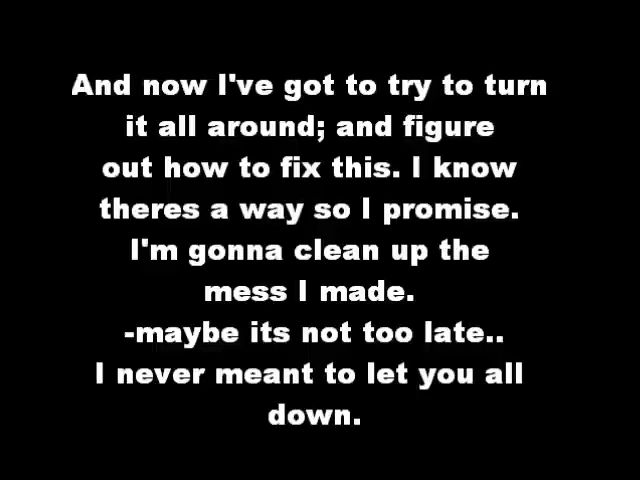 And now I've got to try to turn
it all around; and figure
out how to fix this. I know
theres a way so I promise.
I'm gonna clean up the
mess I made.
-maybe its not too late..
I never meant to let you all
down.